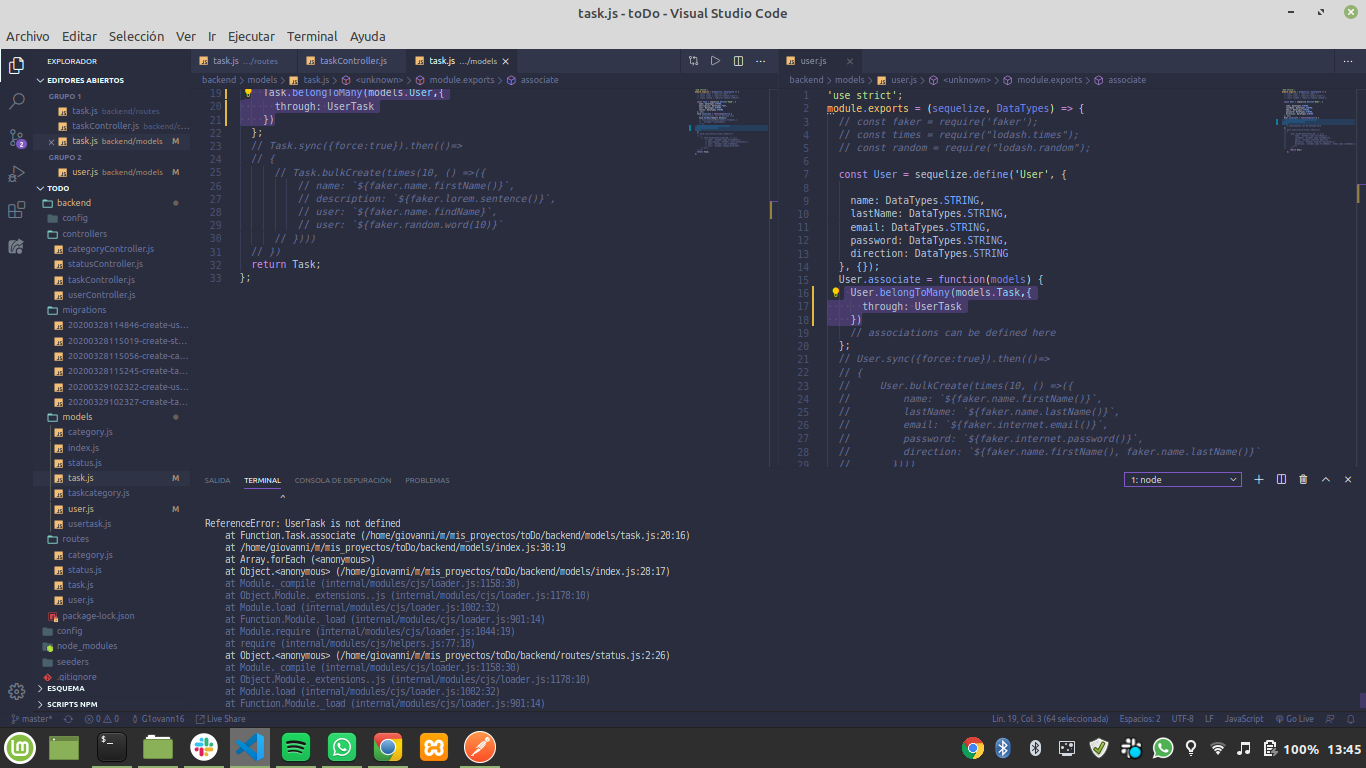 task.js - toDo - Visual Studio Code
Archivo Editar Selección Ver Ir Ejecutar Terminal Ayuda
EXPLORADOR
EDITORES ABIERTOS
GRUPO 1
task.js backend/routes
taskController.js backend/c...
task.js backend/models M
GRUPO 2
user.js backend/models M
TODO
backend
config
controllers
categoryController.js
statusController.js
taskController.js
userController.js
migrations
20200328114846-create-us...
20200328115019-create-st...
20200328115056-create-ca...
20200328115245-create-ta...
20200329102322-create-us...
20200329102327-create-ta...
models
category.js
index.js
status.js
task.js M
taskcategory.js
user.js M
usertask.js
routes
category.js
status.js
task.js
user.js
package-lock.json
config
node_modules
seeders
.gitignore
ESQUEMA
SCRIPTS NPM
task.js .../routes taskController.js task.js .../models
backend > models > task.js > <unknown> > module.exports > associate
19 Task.belongToMany(models.User,{
20 through: UserTask
21 })
22 };
23 // Task.sync({force:true}).then(()=>
24 // {
25 // Task.bulkCreate(times(10, () =>({
26 // name: `${faker.name.firstName()}`,
27 // description: `${faker.lorem.sentence()}`,
28 // user: `${faker.name.findName}`,
29 // user: `${faker.random.word(10)}`
30 // })))
31 // })
32 return Task;
33 };
user.js
backend > models > user.js > <unknown> > module.exports > associate
1 'use strict';
2 module.exports = (sequelize, DataTypes) => {
3 // const faker = require('faker');
4 // const times = require("lodash.times");
5 // const random = require("lodash.random");
6
7 const User = sequelize.define('User', {
8
9 name: DataTypes.STRING,
10 lastName: DataTypes.STRING,
11 email: DataTypes.STRING,
12 password: DataTypes.STRING,
13 direction: DataTypes.STRING
14 }, {});
15 User.associate = function(models) {
16 User.belongToMany(models.Task,{
17 through: UserTask
18 })
19 // associations can be defined here
20 };
21 // User.sync({force:true}).then(()=>
22 // {
23 // User.bulkCreate(times(10, () =>({
24 // name: `${faker.name.firstName()}`,
25 // lastName: `${faker.name.lastName()}`,
26 // email: `${faker.internet.email()}`,
27 // password: `${faker.internet.password()}`,
28 // direction: `${faker.name.firstName(), faker.name.lastName()}`
29 // })))
SALIDA TERMINAL CONSOLA DE DEPURACIÓN PROBLEMAS
1: node
^
ReferenceError: UserTask is not defined
at Function.Task.associate (/home/giovanni/m/mis_proyectos/toDo/backend/models/task.js:20:16)
at /home/giovanni/m/mis_proyectos/toDo/backend/models/index.js:30:19
at Array.forEach (<anonymous>)
at Object.<anonymous> (/home/giovanni/m/mis_proyectos/toDo/backend/models/index.js:28:17)
at Module._compile (internal/modules/cjs/loader.js:1158:30)
at Object.Module._extensions..js (internal/modules/cjs/loader.js:1178:10)
at Module.load (internal/modules/cjs/loader.js:1002:32)
at Function.Module._load (internal/modules/cjs/loader.js:901:14)
at Module.require (internal/modules/cjs/loader.js:1044:19)
at require (internal/modules/cjs/helpers.js:77:18)
at Object.<anonymous> (/home/giovanni/m/mis_proyectos/toDo/backend/routes/status.js:2:26)
at Module._compile (internal/modules/cjs/loader.js:1158:30)
at Object.Module._extensions..js (internal/modules/cjs/loader.js:1178:10)
at Module.load (internal/modules/cjs/loader.js:1002:32)
at Function.Module._load (internal/modules/cjs/loader.js:901:14)
master* 0 0 G1ovann16 Live Share
Lín. 19, Col. 3 (64 seleccionada) Espacios: 2 UTF-8 LF JavaScript Go Live
100% 13:45